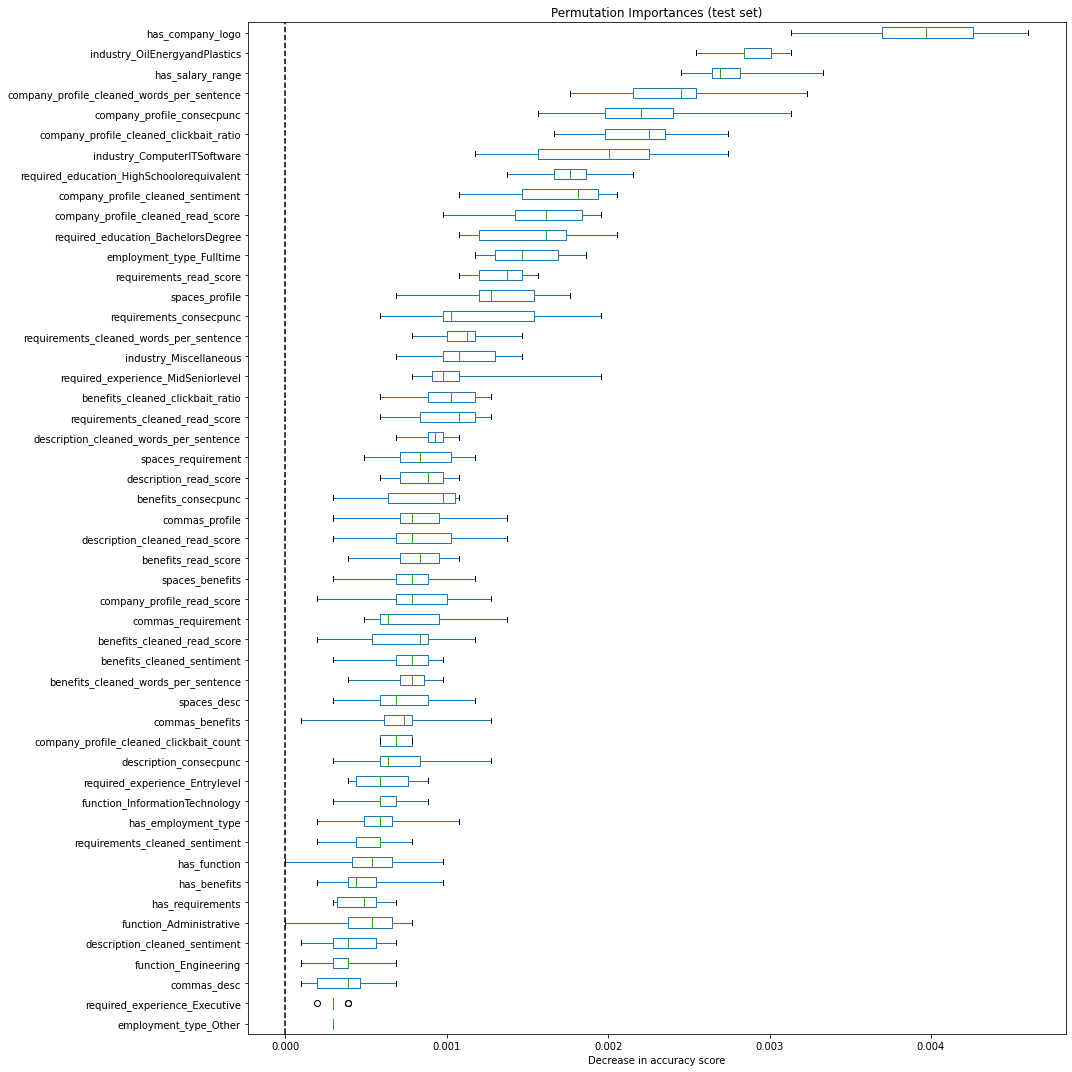 Permutation Importances (test set)
has_company_logo
industry_OilEnergyandPlastics
has_salary_range
company_profile_cleaned_words_per_sentence
company_profile_consecpunc
company_profile_cleaned_clickbait_ratio
industry_ComputerITSoftware
required_education_HighSchoolorequivalent
company_profile_cleaned_sentiment
company_profile_cleaned_read_score
required_education_BachelorsDegree
employment_type_Fulltime
requirements_read_score
spaces_profile
requirements_consecpunc
requirements_cleaned_words_per_sentence
industry_Miscellaneous
required_experience_MidSeniorlevel
benefits_cleaned_clickbait_ratio
requirements_cleaned_read_score
description_cleaned_words_per_sentence
spaces_requirement
description_read_score
benefits_consecpunc
commas_profile
description_cleaned_read_score
benefits_read_score
spaces_benefits
company_profile_read_score
commas_requirement
benefits_cleaned_read_score
benefits_cleaned_sentiment
benefits_cleaned_words_per_sentence
spaces_desc
commas_benefits
company_profile_cleaned_clickbait_count
description_consecpunc
required_experience_Entrylevel
function_InformationTechnology
has_employment_type
requirements_cleaned_sentiment
has_function
has_benefits
has_requirements
function_Administrative
description_cleaned_sentiment
function_Engineering
commas_desc
required_experience_Executive
employment_type_Other
0.000 0.001 0.002 0.003 0.004
Decrease in accuracy score